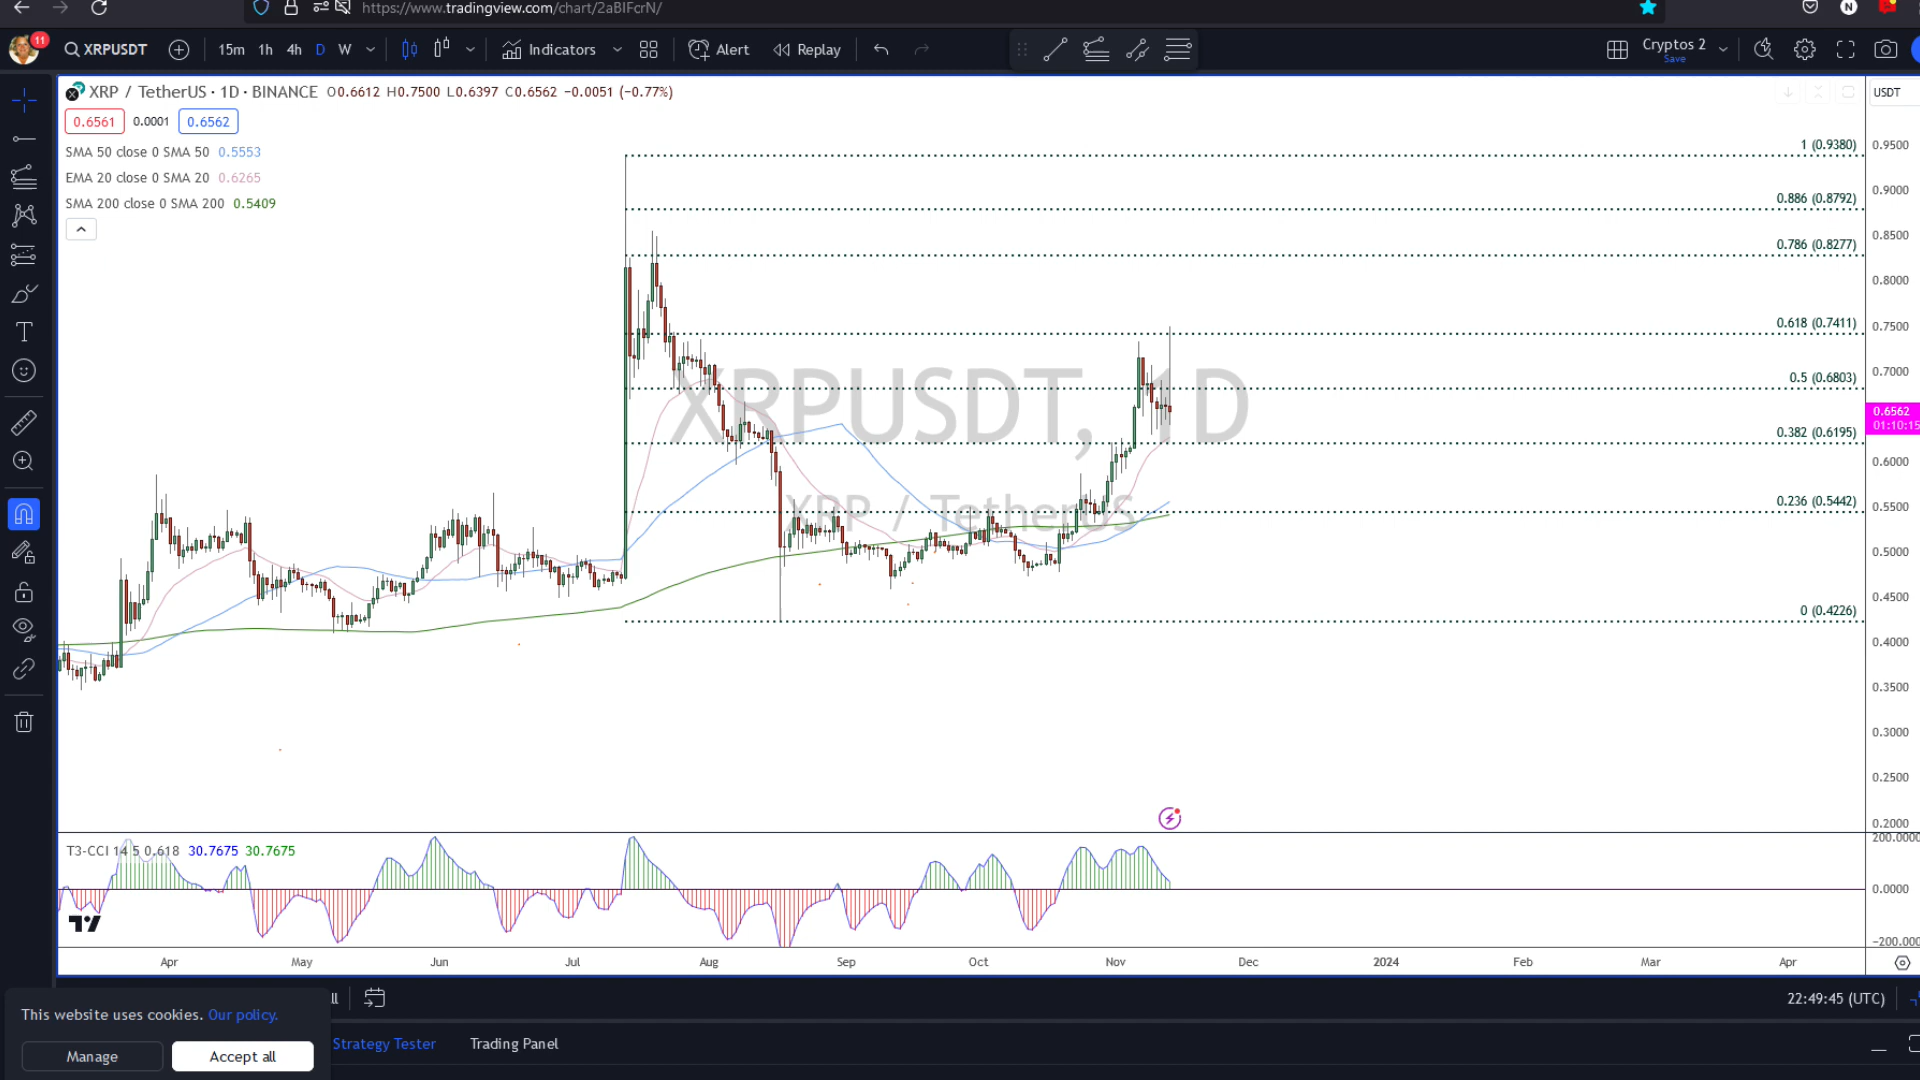 https://www.tradingview.com/chart/2aBIFcrN/
N
11
XRPUSDT
15m 1h 4h D W
Indicators
Alert
Replay
Cryptos 2
Save
XRP / TetherUS · 1D · BINANCE O0.6612 H0.7500 L0.6397 C0.6562 −0.0051 (−0.77%)
USDT
0.6561 0.0001 0.6562
SMA 50 close 0 SMA 50 0.5553
EMA 20 close 0 SMA 20 0.6265
SMA 200 close 0 SMA 200 0.5409
1 (0.9380)
0.886 (0.8792)
0.786 (0.8277)
0.618 (0.7411)
0.5 (0.6803)
0.382 (0.6195)
0.236 (0.5442)
0 (0.4226)
XRPUSDT, 1D
XRP / TetherUS
0.9500
0.9000
0.8500
0.8000
0.7500
0.7000
0.6562
01:10:15
0.6000
0.5500
0.5000
0.4500
0.4000
0.3500
0.3000
0.2500
0.2000
T3-CCI 14 5 0.618 30.7675 30.7675
200.0000
0.0000
−200.000
Apr May Jun Jul Aug Sep Oct Nov Dec 2024 Feb Mar Apr
22:49:45 (UTC)
This website uses cookies. Our policy.
Manage
Accept all
Strategy Tester
Trading Panel